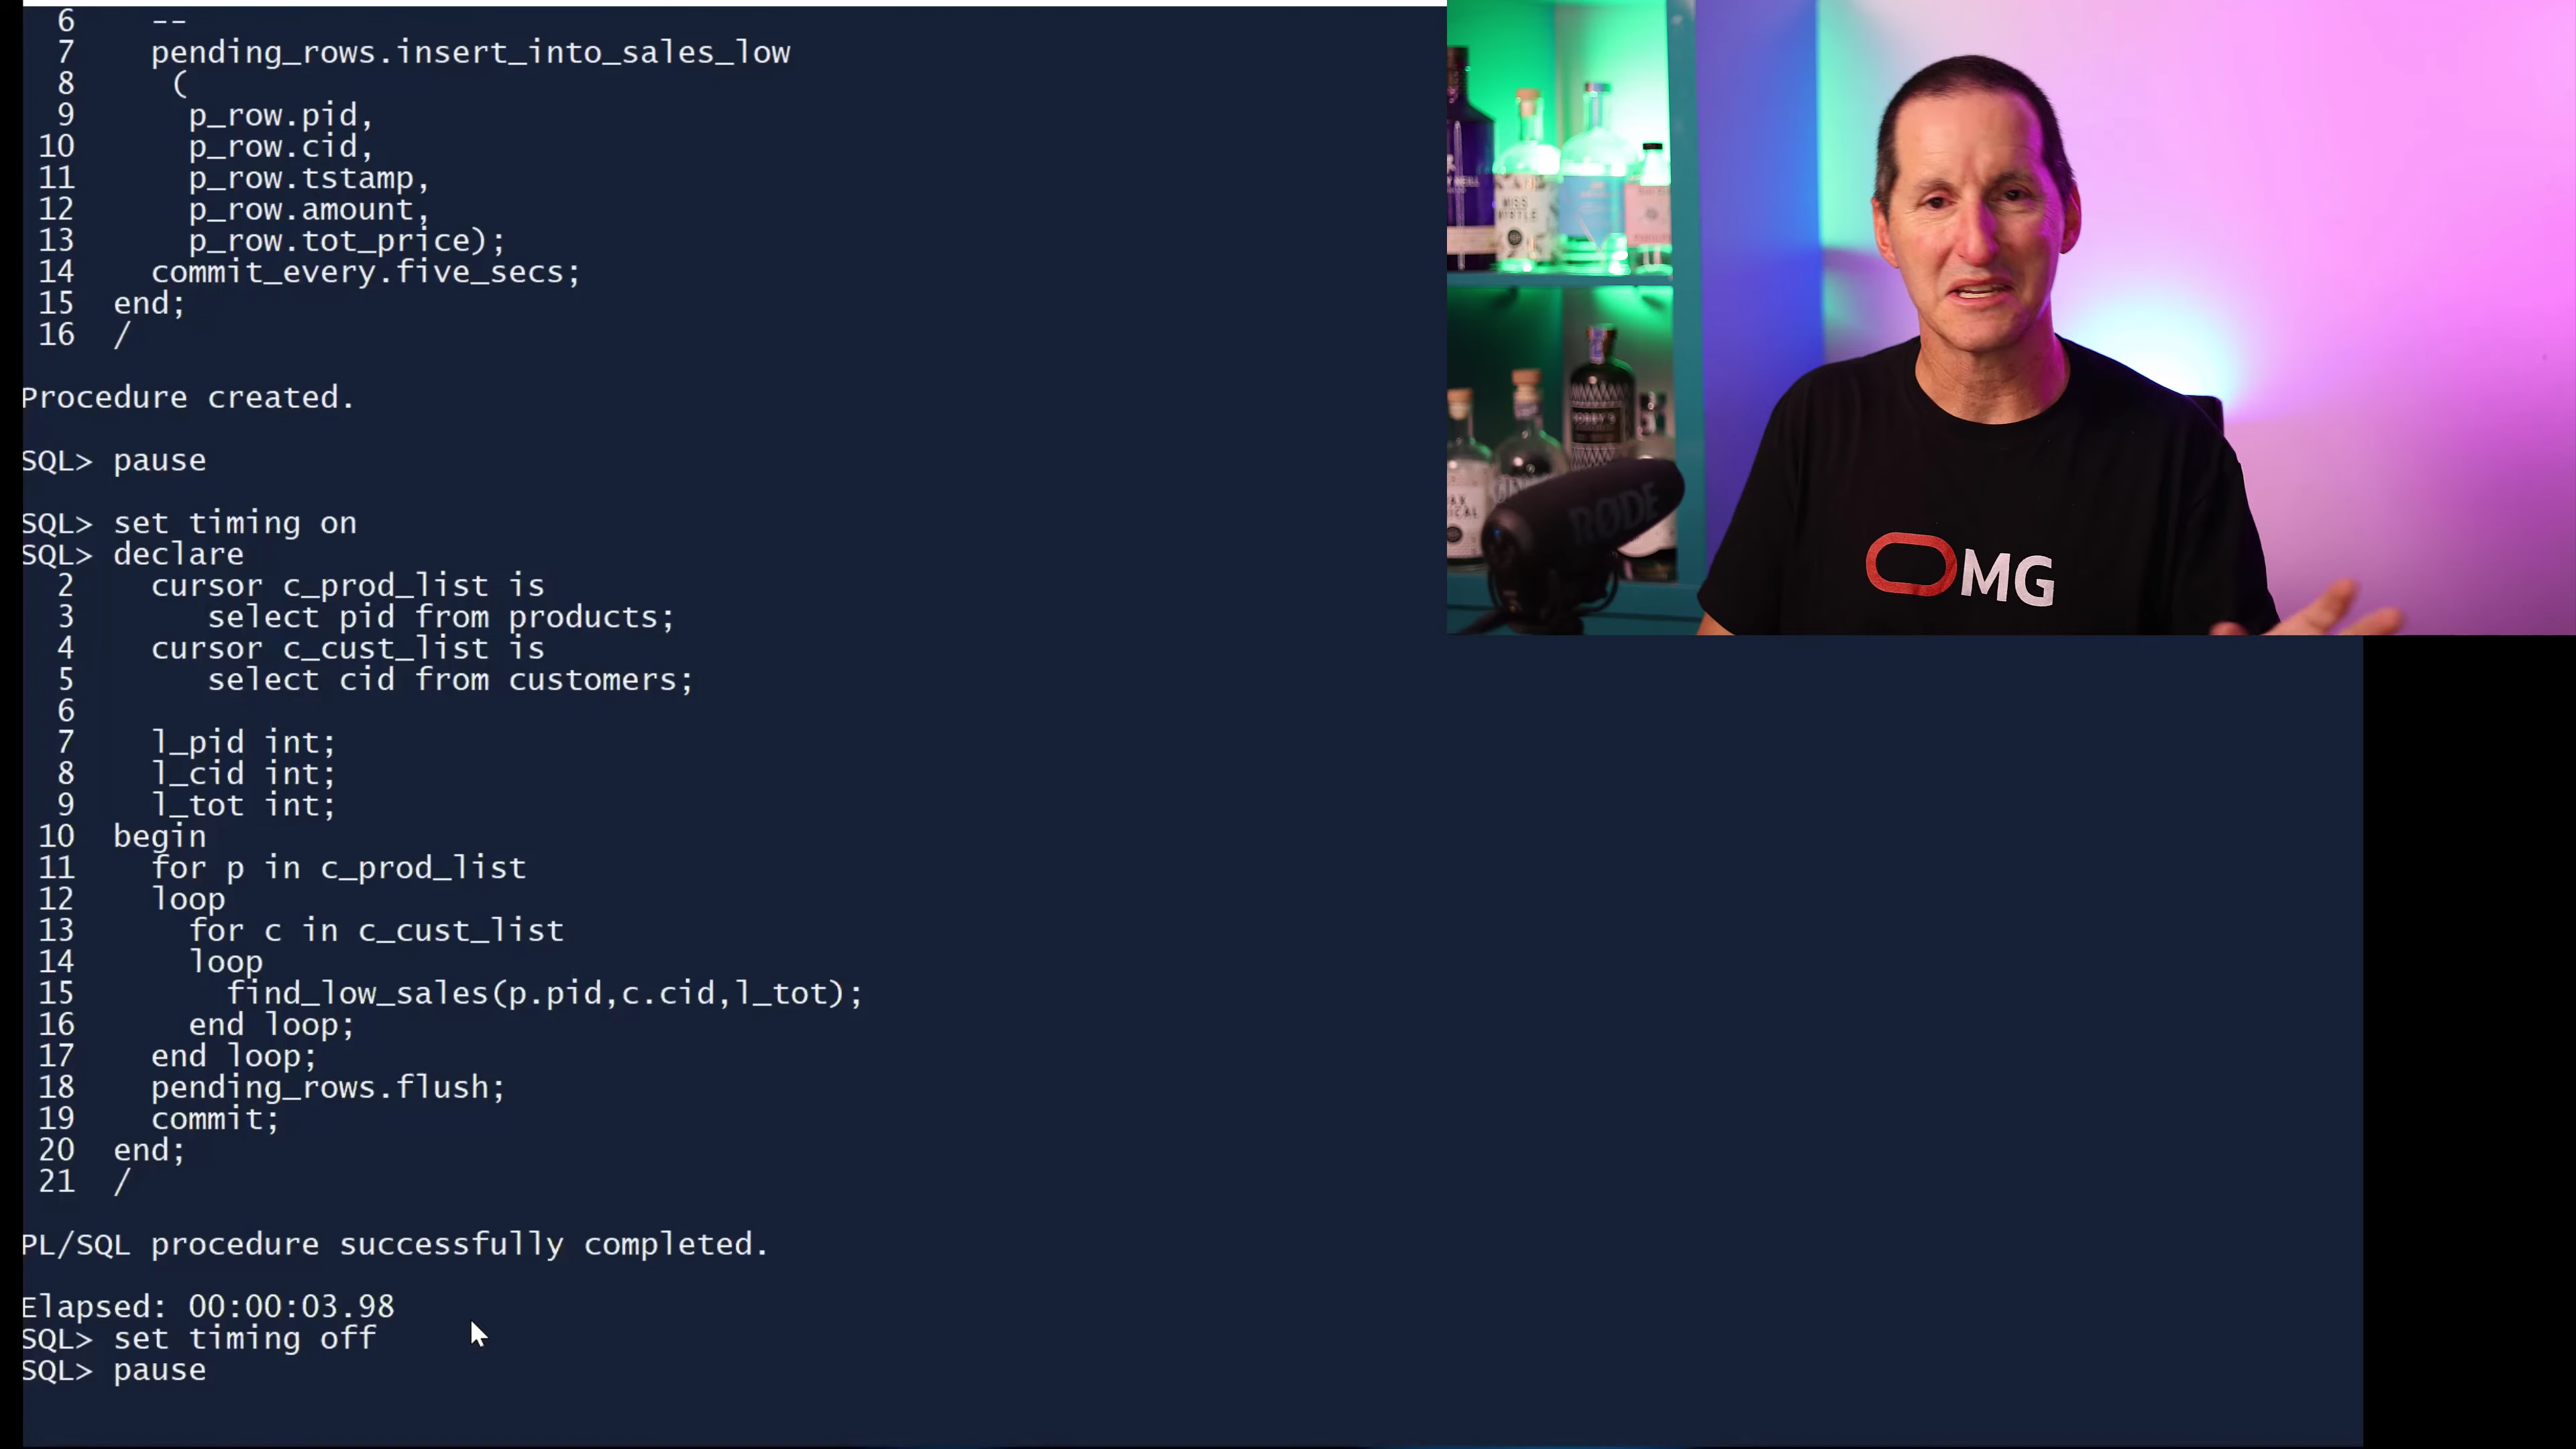 6 --
7 pending_rows.insert_into_sales_low
8 (
9 p_row.pid,
10 p_row.cid,
11 p_row.tstamp,
12 p_row.amount,
13 p_row.tot_price);
14 commit_every.five_secs;
15 end;
16 /
Procedure created.
SQL> pause
SQL> set timing on
SQL> declare
2 cursor c_prod_list is
3 select pid from products;
4 cursor c_cust_list is
5 select cid from customers;
6
7 l_pid int;
8 l_cid int;
9 l_tot int;
10 begin
11 for p in c_prod_list
12 loop
13 for c in c_cust_list
14 loop
15 find_low_sales(p.pid,c.cid,l_tot);
16 end loop;
17 end loop;
18 pending_rows.flush;
19 commit;
20 end;
21 /
PL/SQL procedure successfully completed.
Elapsed: 00:00:03.98
SQL> set timing off
SQL> pause
MISS
MYRTLE
RØDE
OMG